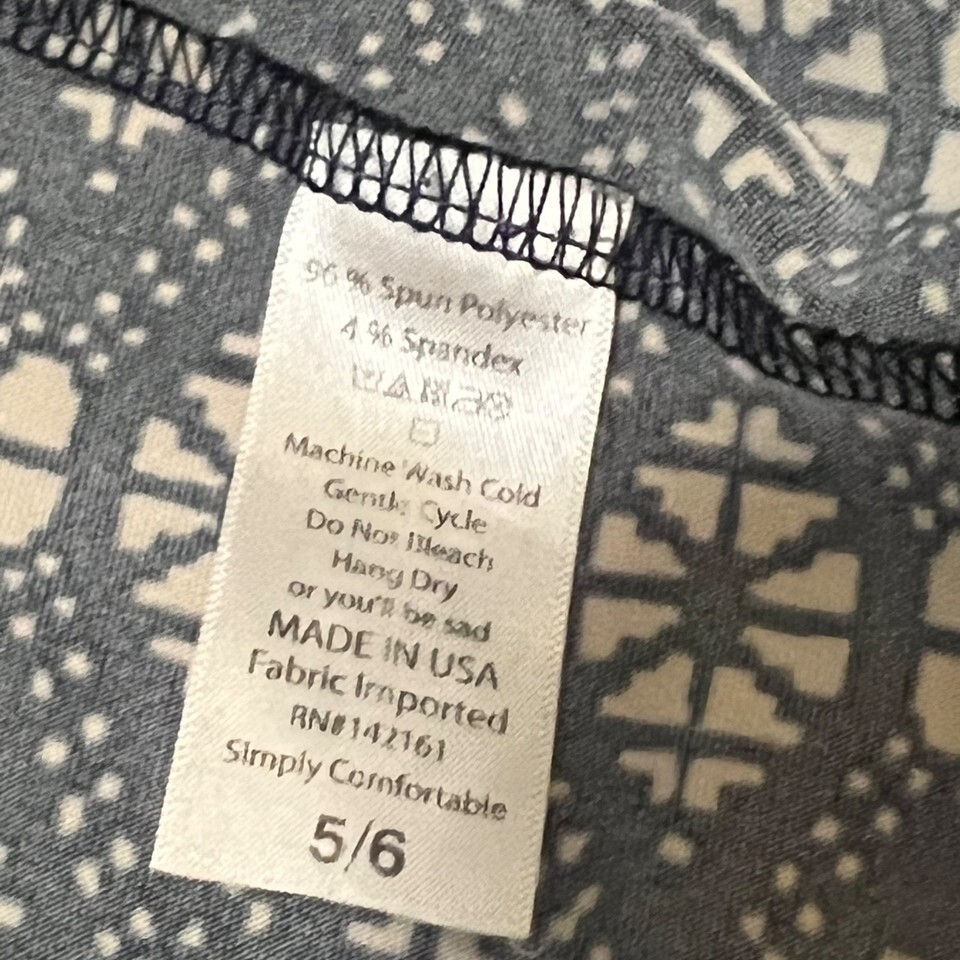 96 % Spun Polyester
4 % Spandex
Machine Wash Cold
Gentle Cycle
Do Not Bleach
Hang Dry
or you'll be sad
MADE IN USA
Fabric Imported
RN#142161
Simply Comfortable
5/6